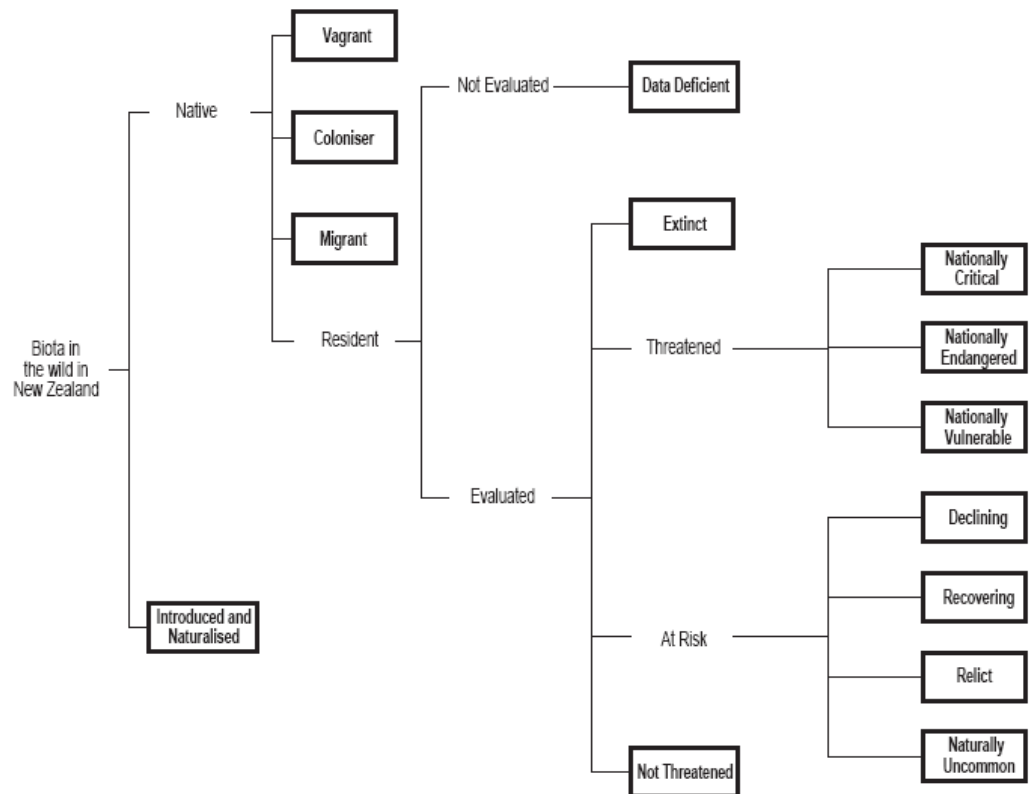 Biota in
the wild in
New Zealand
Native
Introduced and
Naturalised
Vagrant
Coloniser
Migrant
Resident
Not Evaluated
Evaluated
Data Deficient
Extinct
Threatened
At Risk
Not Threatened
Nationally
Critical
Nationally
Endangered
Nationally
Vulnerable
Declining
Recovering
Relict
Naturally
Uncommon